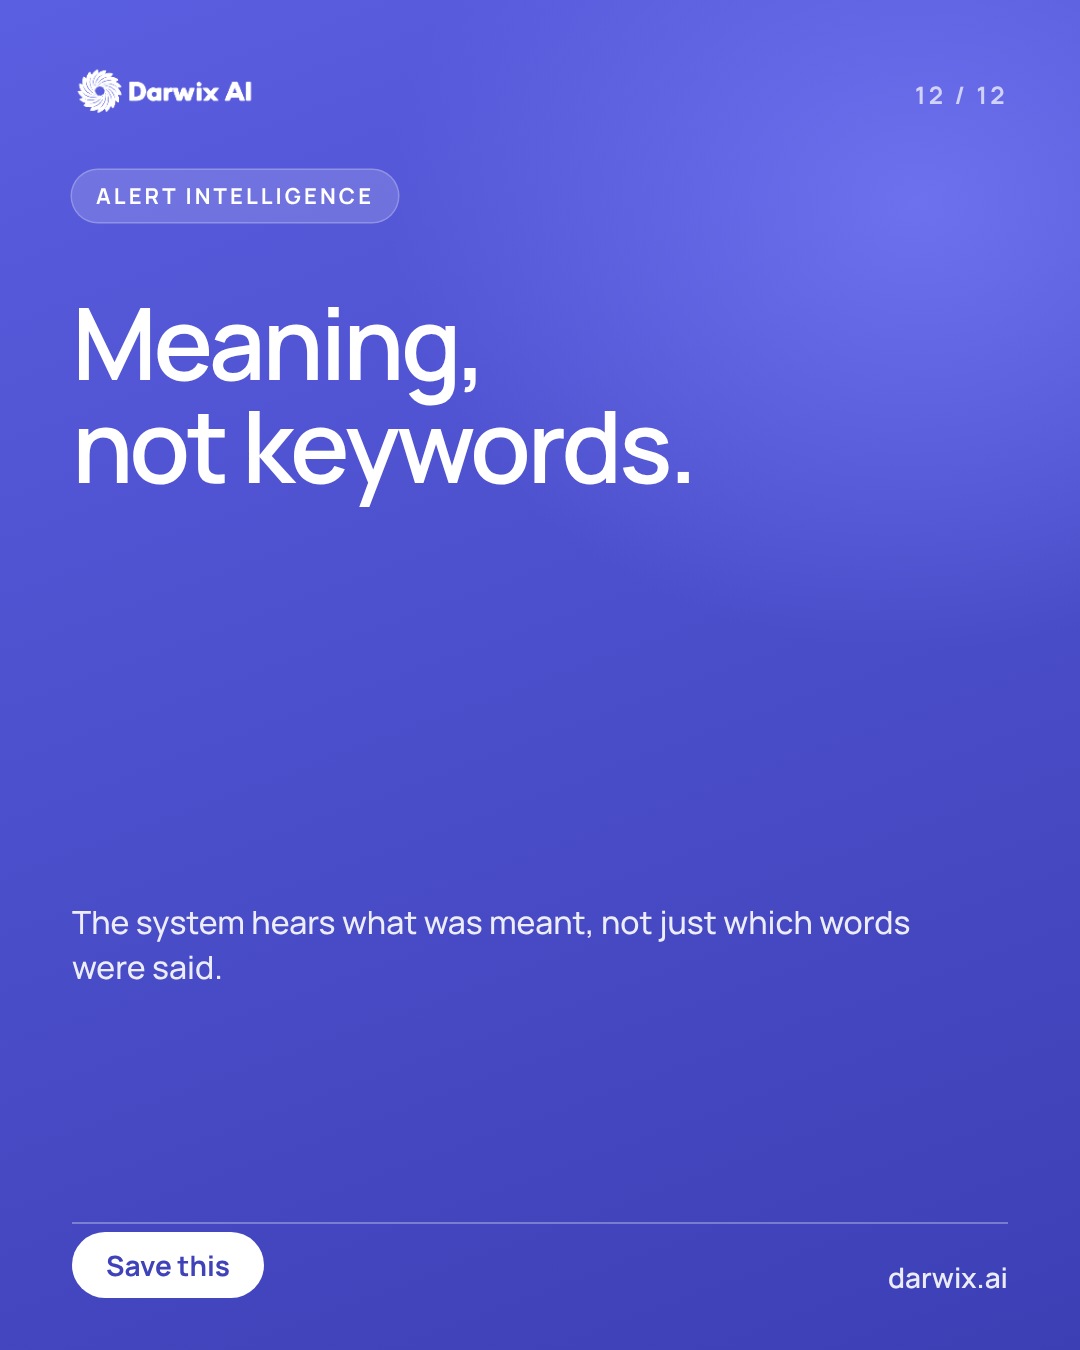 Darwix AI
12 / 12
ALERT INTELLIGENCE
Meaning,
not keywords.
The system hears what was meant, not just which words
were said.
Save this
darwix.ai